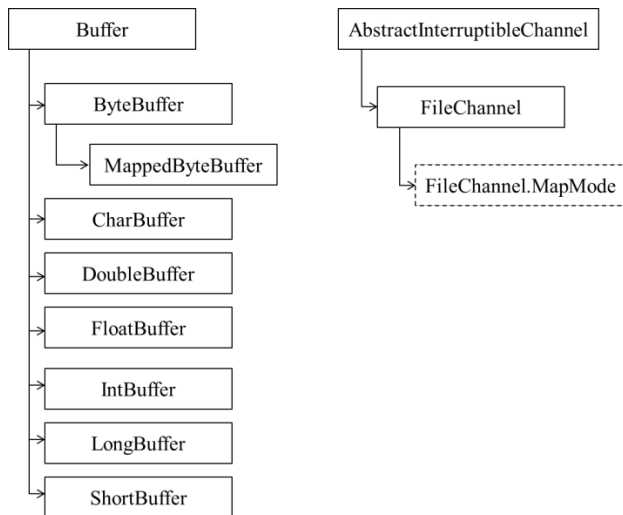 Buffer
ByteBuffer
MappedByteBuffer
CharBuffer
DoubleBuffer
FloatBuffer
IntBuffer
LongBuffer
ShortBuffer
AbstractInterruptibleChannel
FileChannel
FileChannel.MapMode